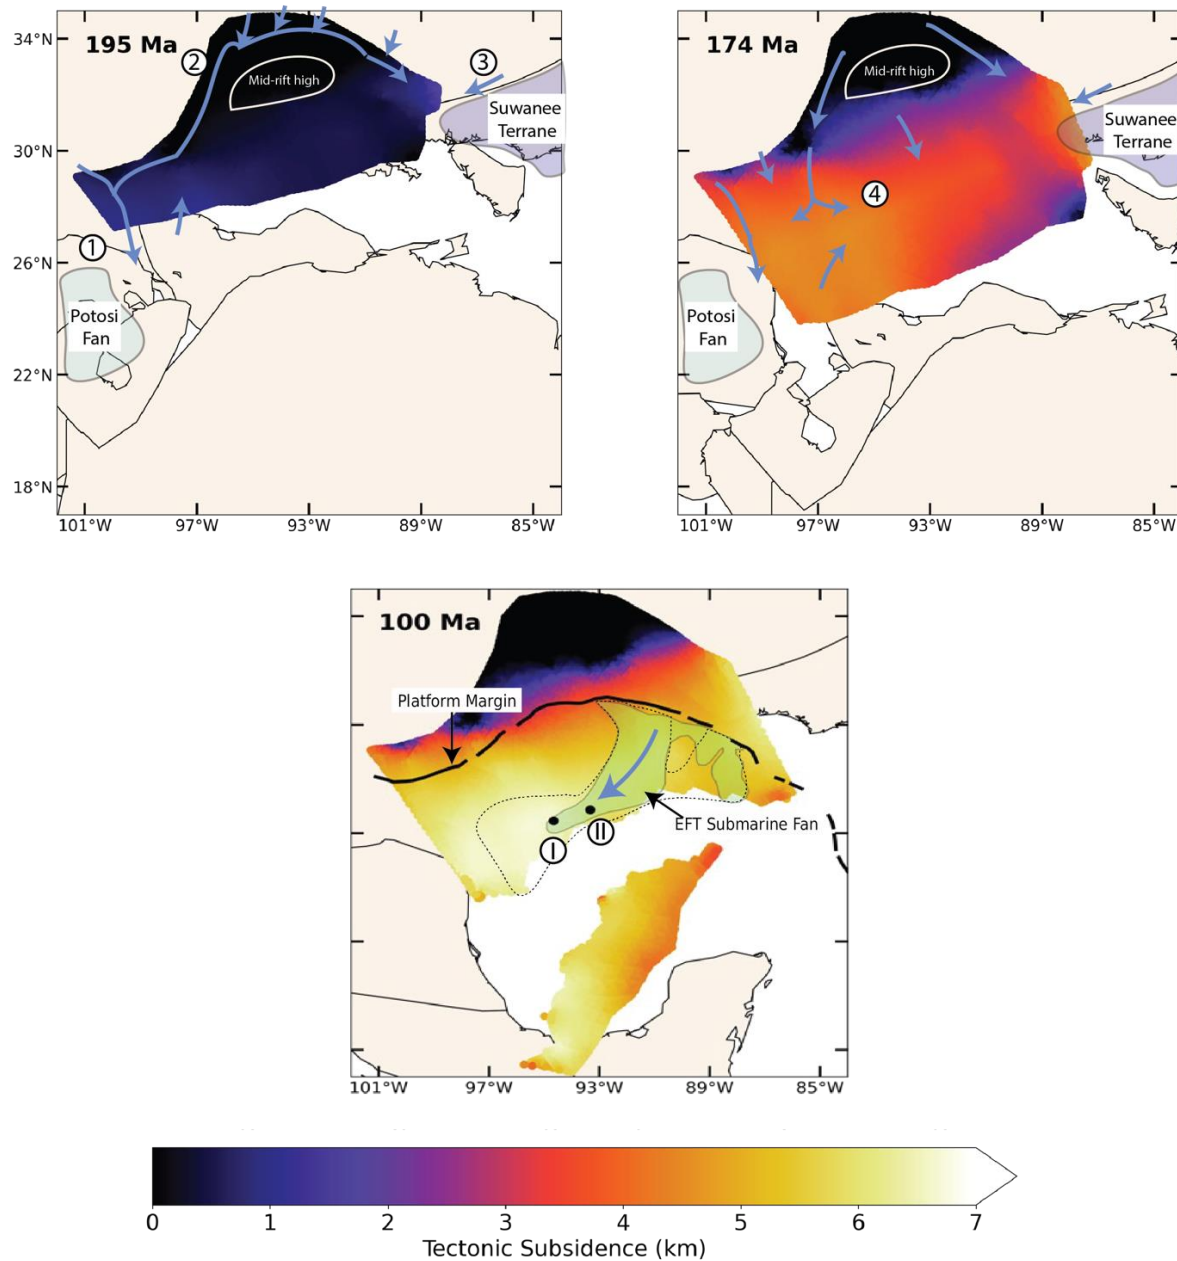 195 Ma
34°N
30°N
26°N
22°N
18°N
2
Mid-rift high
3
Suwanee
Terrane
1
Potosi
Fan
101°W
97°W
93°W
89°W
85°W
174 Ma
Mid-rift high
Suwanee
Terrane
4
Potosi
Fan
101°W
97°W
93°W
89°W
85°W
100 Ma
Platform Margin
EFT Submarine Fan
I
II
101°W
97°W
93°W
89°W
85°W
0
1
2
3
4
5
6
7
Tectonic Subsidence (km)